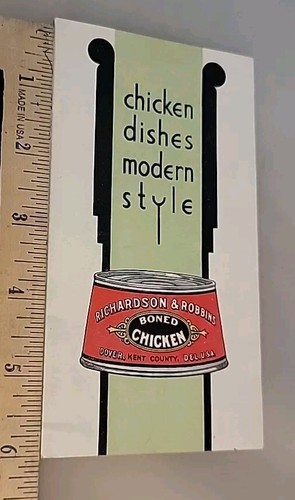 chicken
dishes
modern
style
RICHARDSON & ROBBINS
BONED
CHICKEN
DOVER, KENT COUNTY, DEL. U.S.A.
1
MADE IN USA
2
3
4
5
6